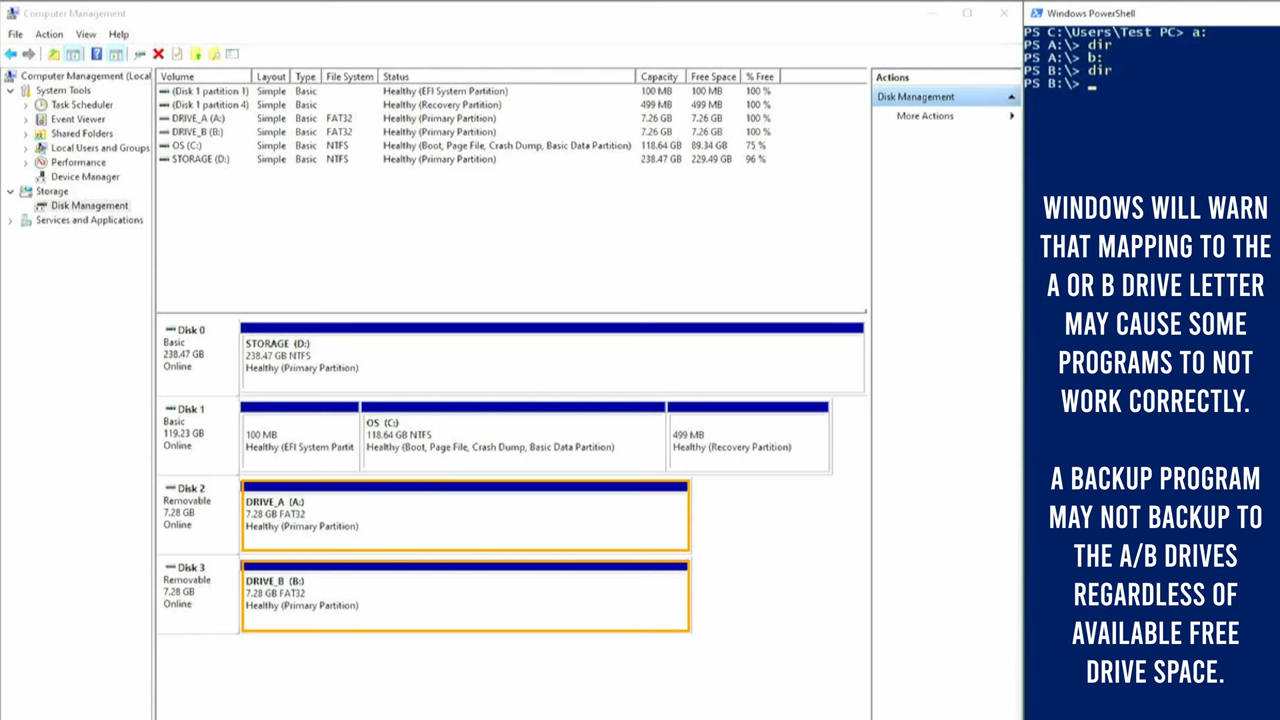 Computer Management
File Action View Help
Computer Management (Local
System Tools
Task Scheduler
Event Viewer
Shared Folders
Local Users and Groups
Performance
Device Manager
Storage
Disk Management
Services and Applications
Volume Layout Type File System Status Capacity Free Space % Free
(Disk 1 partition 1) Simple Basic Healthy (EFI System Partition) 100 MB 100 MB 100 %
(Disk 1 partition 4) Simple Basic Healthy (Recovery Partition) 499 MB 499 MB 100 %
DRIVE_A (A:) Simple Basic FAT32 Healthy (Primary Partition) 7.26 GB 7.26 GB 100 %
DRIVE_B (B:) Simple Basic FAT32 Healthy (Primary Partition) 7.26 GB 7.26 GB 100 %
OS (C:) Simple Basic NTFS Healthy (Boot, Page File, Crash Dump, Basic Data Partition) 118.64 GB 89.34 GB 75 %
STORAGE (D:) Simple Basic NTFS Healthy (Primary Partition) 238.47 GB 229.49 GB 96 %
Disk 0
Basic
238.47 GB
Online
STORAGE (D:)
238.47 GB NTFS
Healthy (Primary Partition)
Disk 1
Basic
119.23 GB
Online
100 MB
Healthy (EFI System Partit
OS (C:)
118.64 GB NTFS
Healthy (Boot, Page File, Crash Dump, Basic Data Partition)
499 MB
Healthy (Recovery Partition)
Disk 2
Removable
7.28 GB
Online
DRIVE_A (A:)
7.28 GB FAT32
Healthy (Primary Partition)
Disk 3
Removable
7.28 GB
Online
DRIVE_B (B:)
7.28 GB FAT32
Healthy (Primary Partition)
Actions
Disk Management
More Actions
Windows PowerShell
PS C:\Users\Test PC> a:
PS A:\> dir
PS A:\> b:
PS B:\> dir
PS B:\> _
WINDOWS WILL WARN
THAT MAPPING TO THE
A OR B DRIVE LETTER
MAY CAUSE SOME
PROGRAMS TO NOT
WORK CORRECTLY.
A BACKUP PROGRAM
MAY NOT BACKUP TO
THE A/B DRIVES
REGARDLESS OF
AVAILABLE FREE
DRIVE SPACE.